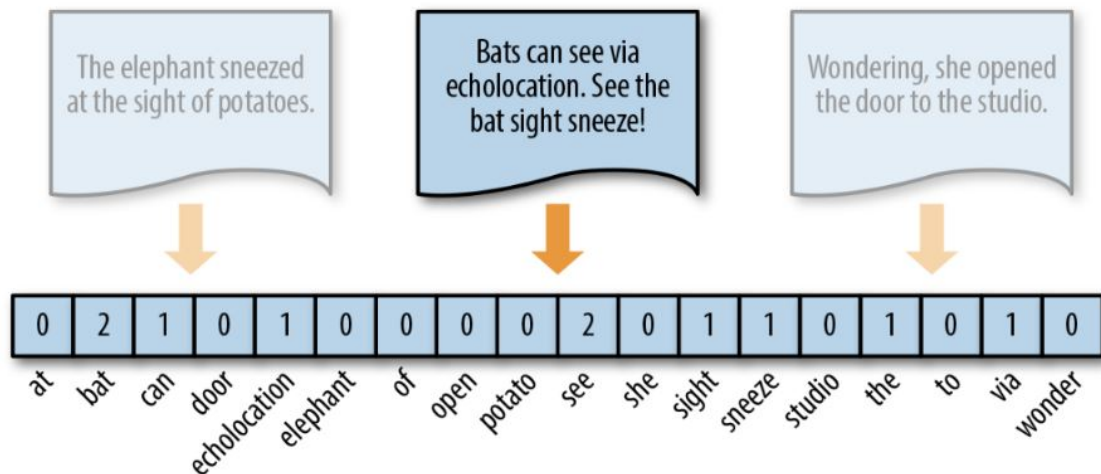 The elephant sneezed
at the sight of potatoes.
Bats can see via
echolocation. See the
bat sight sneeze!
Wondering, she opened
the door to the studio.
0 2 1 0 1 0 0 0 0 2 0 1 1 0 1 0 1 0
at bat can door echolocation elephant of open potato see she sight sneeze studio the to via wonder